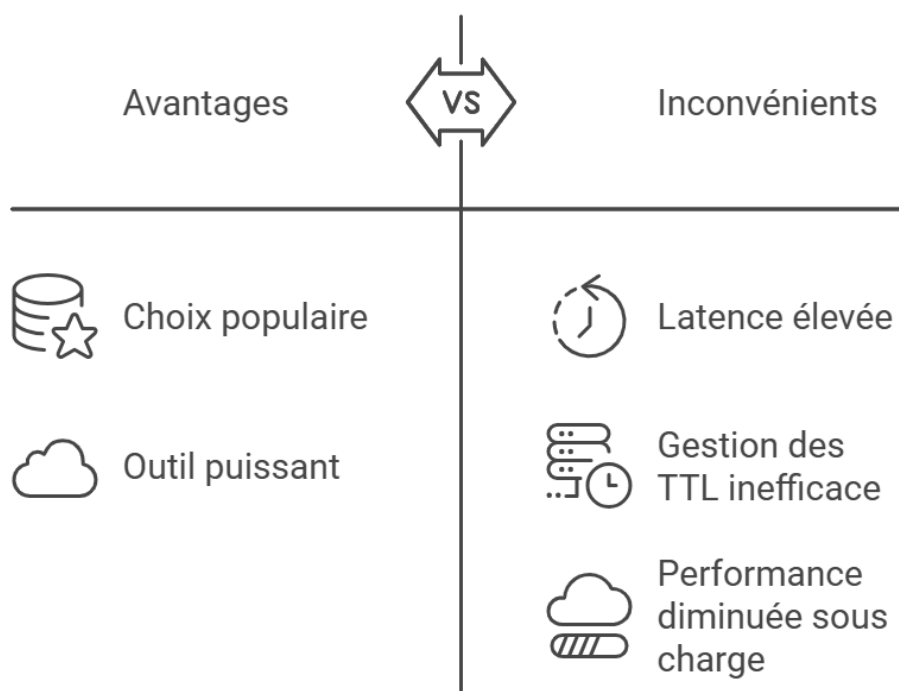 Avantages
VS
Inconvénients
Choix populaire
Latence élevée
Outil puissant
Gestion des
TTL inefficace
Performance
diminuée sous
charge